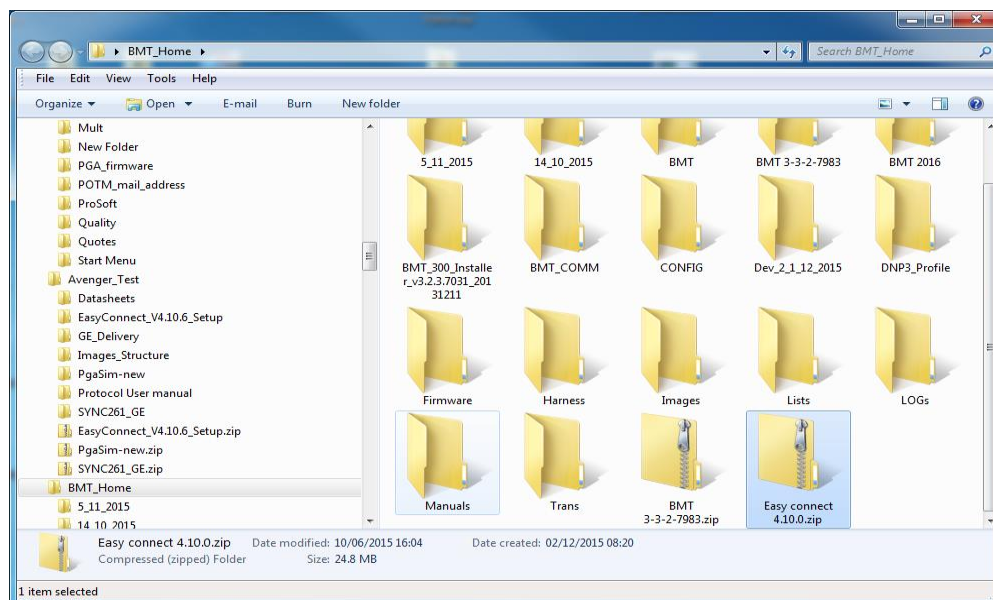 BMT_Home
Search BMT_Home
File Edit View Tools Help
Organize Open E-mail Burn New folder
Mult
New Folder
PGA_firmware
POTM_mail_address
ProSoft
Quality
Quotes
Start Menu
Avenger_Test
Datasheets
EasyConnect_V4.10.6_Setup
GE_Delivery
Images_Structure
PgaSim-new
Protocol User manual
SYNC261_GE
EasyConnect_V4.10.6_Setup.zip
PgaSim-new.zip
SYNC261_GE.zip
BMT_Home
5_11_2015
14_10_2015
5_11_2015 14_10_2015 BMT BMT 3-3-2-7983 BMT 2016
BMT_300_Installe
r_v3.2.3.7031_201
31211
BMT_COMM
CONFIG
Dev_2_1_12_2015
DNP3_Profile
Firmware Harness Images Lists LOGs
Manuals
Trans
BMT
3-3-2-7983.zip
Easy connect
4.10.0.zip
Easy connect 4.10.0.zip Date modified: 10/06/2015 16:04 Date created: 02/12/2015 08:20
Compressed (zipped) Folder Size: 24.8 MB
1 item selected